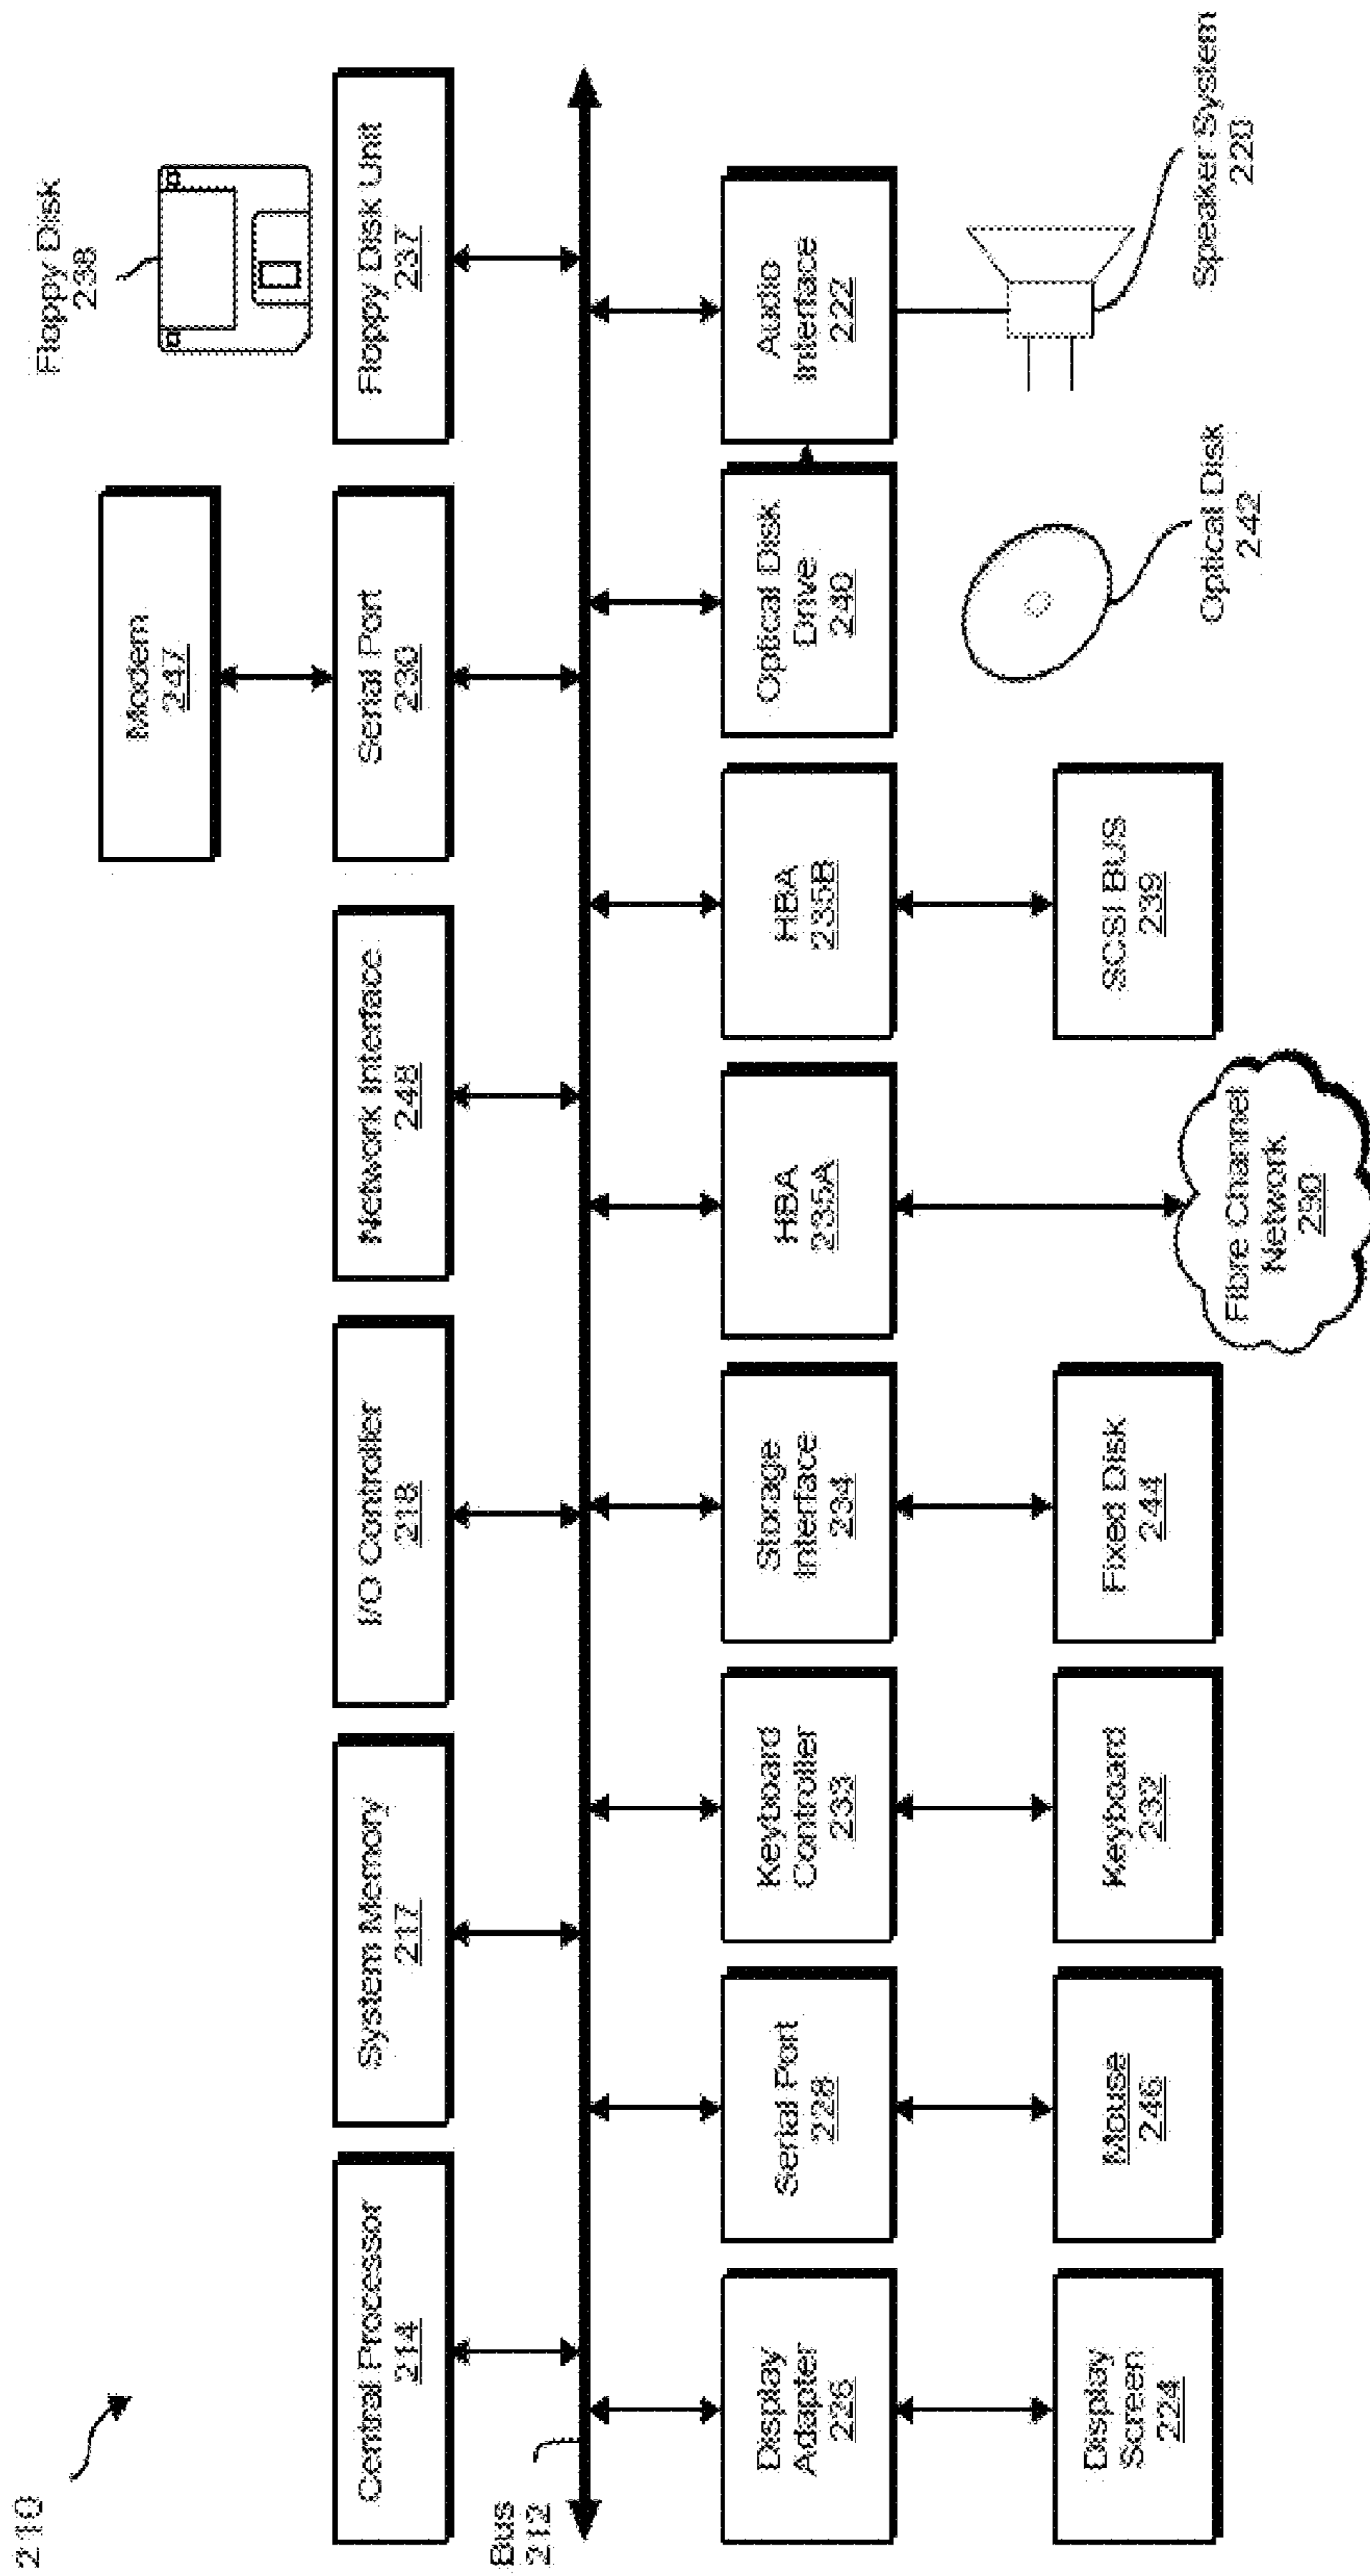 210
Modem
247
Floppy Disk
238
Central Processor
214
System Memory
217
I/O Controller
218
Network Interface
248
Serial Port
230
Floppy Disk Unit
237
Bus
212
Display
Adapter
226
Serial Port
228
Keyboard
Controller
233
Storage
Interface
234
HBA
235A
HBA
235B
Optical Disk
Drive
240
Audio
Interface
222
Display
Screen
224
Mouse
246
Keyboard
232
Fixed Disk
244
Fibre Channel
Network
290
SCSI BUS
239
Optical Disk
242
Speaker System
220